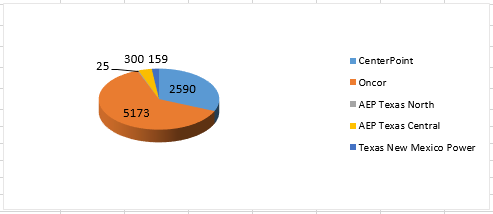 300 159
25
2590
5173
CenterPoint
Oncor
AEP Texas North
AEP Texas Central
Texas New Mexico Power